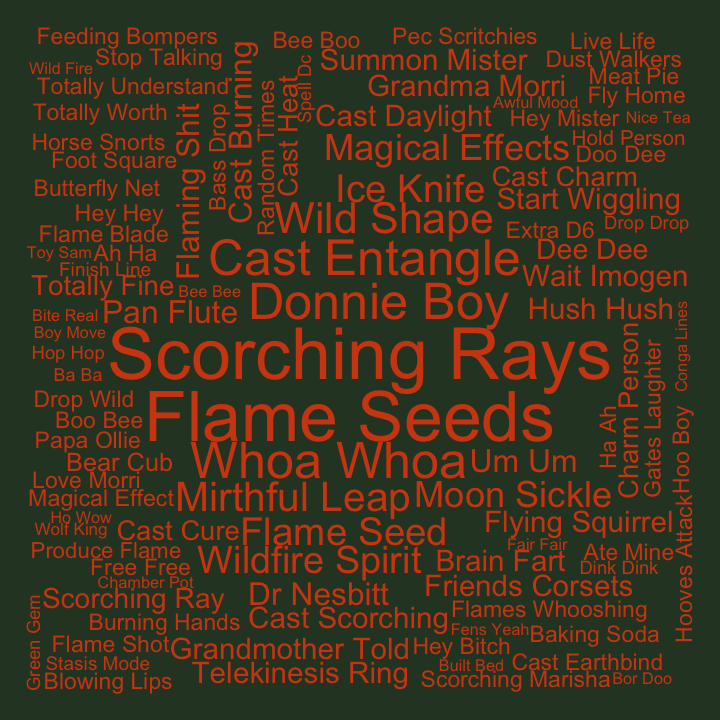 Feeding Bompers
Bee Boo
Pec Scritchies
Live Life
Stop Talking
Summon Mister
Dust Walkers
Wild Fire
Meat Pie
Totally Understand
Cast Burning
Spell Dc
Grandma Morri
Fly Home
Awful Mood
Totally Worth
Flaming Shit
Bass Drop
Random Times
Cast Heat
Cast Daylight
Hey Mister
Nice Tea
Horse Snorts
Magical Effects
Hold Person
Foot Square
Doo Dee
Butterfly Net
Ice Knife
Cast Charm
Start Wiggling
Hey Hey
Wild Shape
Extra D6
Drop Drop
Flame Blade
Toy Sam
Ah Ha
Cast Entangle
Dee Dee
Finish Line
Wait Imogen
Totally Fine
Bee Bee
Donnie Boy
Hush Hush
Bite Real
Pan Flute
Boy Move
Conga Lines
Hop Hop
Scorching Rays
Charm Person
Gates Laughter
Ba Ba
Drop Wild
Flame Seeds
Ha Ah
Hoo Boy
Boo Bee
Papa Ollie
Bear Cub
Whoa Whoa
Um Um
Love Morri
Magical Effect
Mirthful Leap
Moon Sickle
Ho Wow
Wolf King
Cast Cure
Flame Seed
Flying Squirrel
Hooves Attack
Produce Flame
Fair Fair
Ate Mine
Free Free
Wildfire Spirit
Brain Fart
Dink Dink
Chamber Pot
Scorching Ray
Dr Nesbitt
Friends Corsets
Green Gem
Burning Hands
Cast Scorching
Flames Whooshing
Flame Shot
Grandmother Told
Hey Bitch
Fens Yeah
Baking Soda
Stasis Mode
Built Bed
Cast Earthbind
Blowing Lips
Telekinesis Ring
Scorching Marisha
Bor Doo